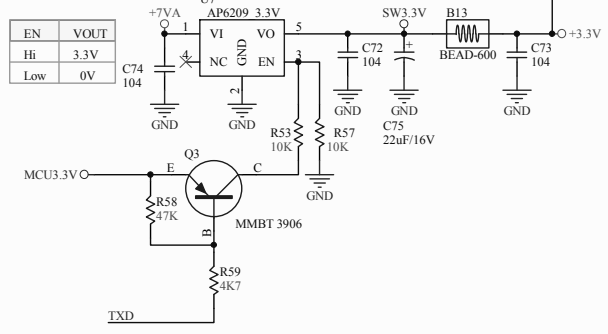 +7VA
AP6209 3.3V
SW3.3V
B13
EN VOUT
Hi 3.3V
Low 0V
1 VI VO 5
GND
4 NC EN 3
2
+3.3V
BEAD-600
C74
104
C72
104
C73
104
GND
GND
GND
GND
GND
C75
22uF/16V
R53
10K
R57
10K
GND
Q3
MCU3.3V
E
C
R58
47K
MMBT 3906
B
R59
4K7
TXD